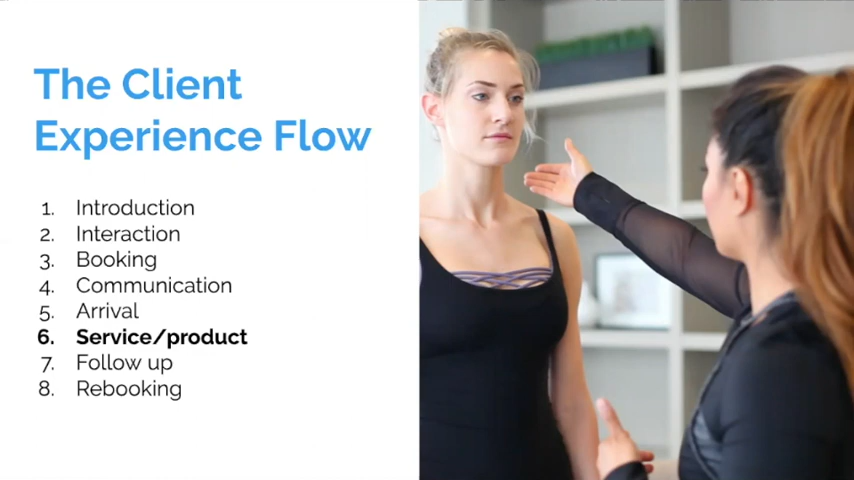 The Client
Experience Flow
1. Introduction
2. Interaction
3. Booking
4. Communication
5. Arrival
6. Service/product
7. Follow up
8. Rebooking